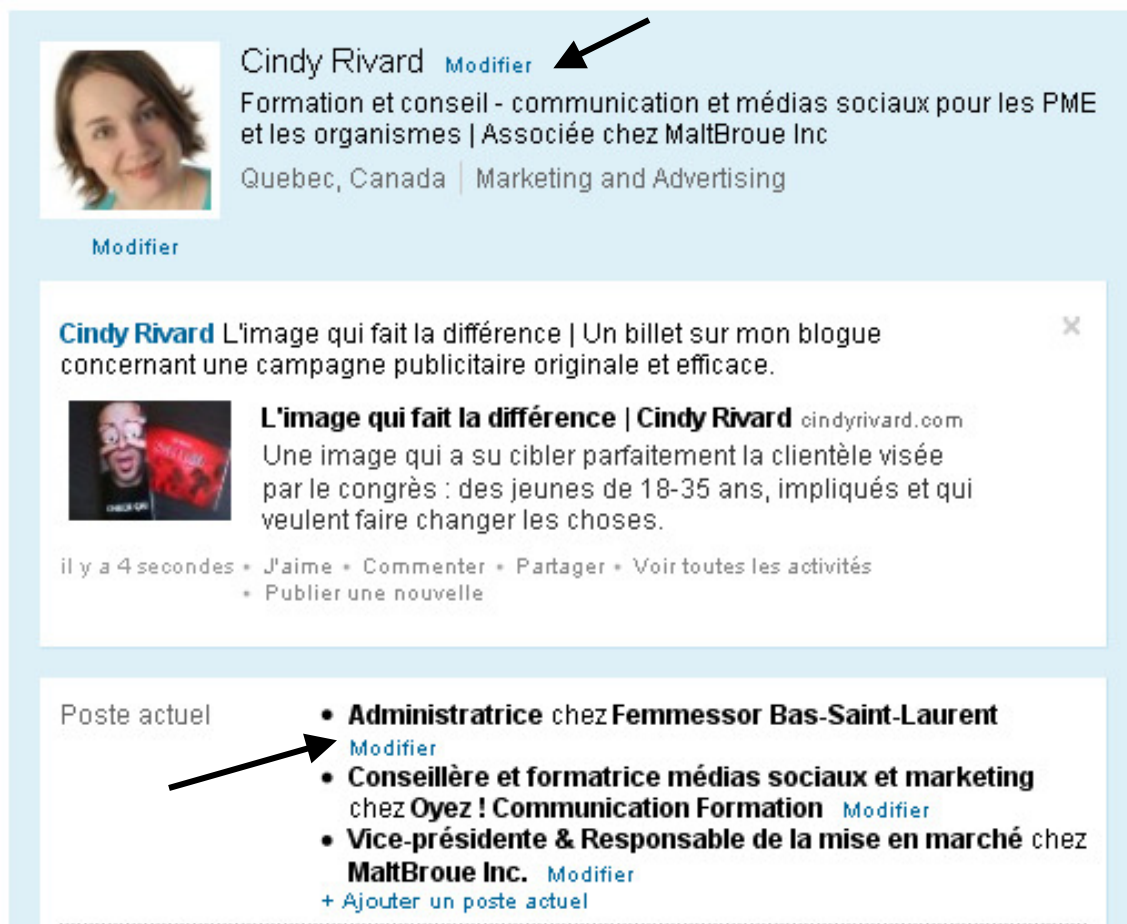 Cindy Rivard Modifier
Formation et conseil - communication et médias sociaux pour les PME
et les organismes | Associée chez MaltBroue Inc
Quebec, Canada | Marketing and Advertising
Modifier
Cindy Rivard L'image qui fait la différence | Un billet sur mon blogue
concernant une campagne publicitaire originale et efficace.
L'image qui fait la différence | Cindy Rivard cindyrivard.com
Une image qui a su cibler parfaitement la clientèle visée
par le congrès : des jeunes de 18-35 ans, impliqués et qui
veulent faire changer les choses.
il y a 4 secondes • J'aime • Commenter • Partager • Voir toutes les activités
• Publier une nouvelle
Poste actuel
• Administratrice chez Femmessor Bas-Saint-Laurent
Modifier
• Conseillère et formatrice médias sociaux et marketing
chez Oyez ! Communication Formation Modifier
• Vice-présidente & Responsable de la mise en marché chez
MaltBroue Inc. Modifier
+ Ajouter un poste actuel